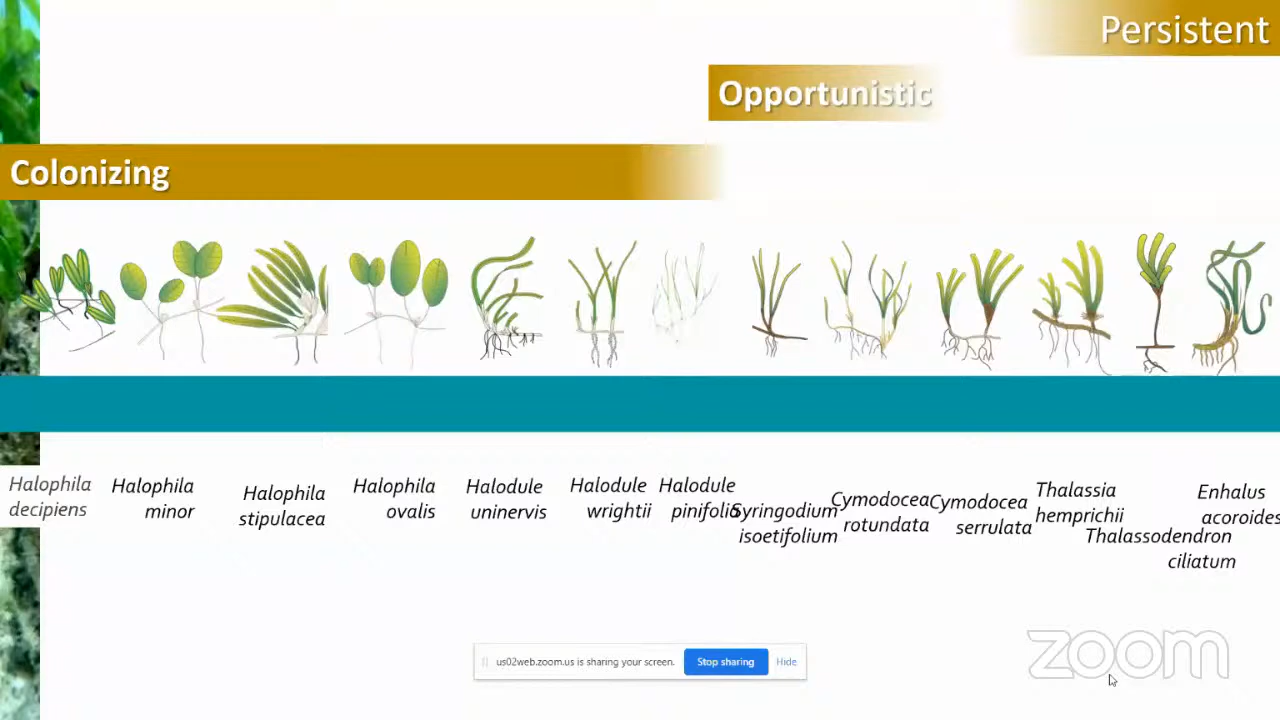 Persistent
Opportunistic
Colonizing
Halophila
decipiens
Halophila
minor
Halophila
stipulacea
Halophila
ovalis
Halodule
uninervis
Halodule
wrightii
Halodule
pinifolia
Syringodium
isoetifolium
Cymodocea
rotundata
Cymodocea
serrulata
Thalassia
hemprichii
Thalassodendron
ciliatum
Enhalus
acoroides
us02web.zoom.us is sharing your screen.
Stop sharing
Hide
zoom